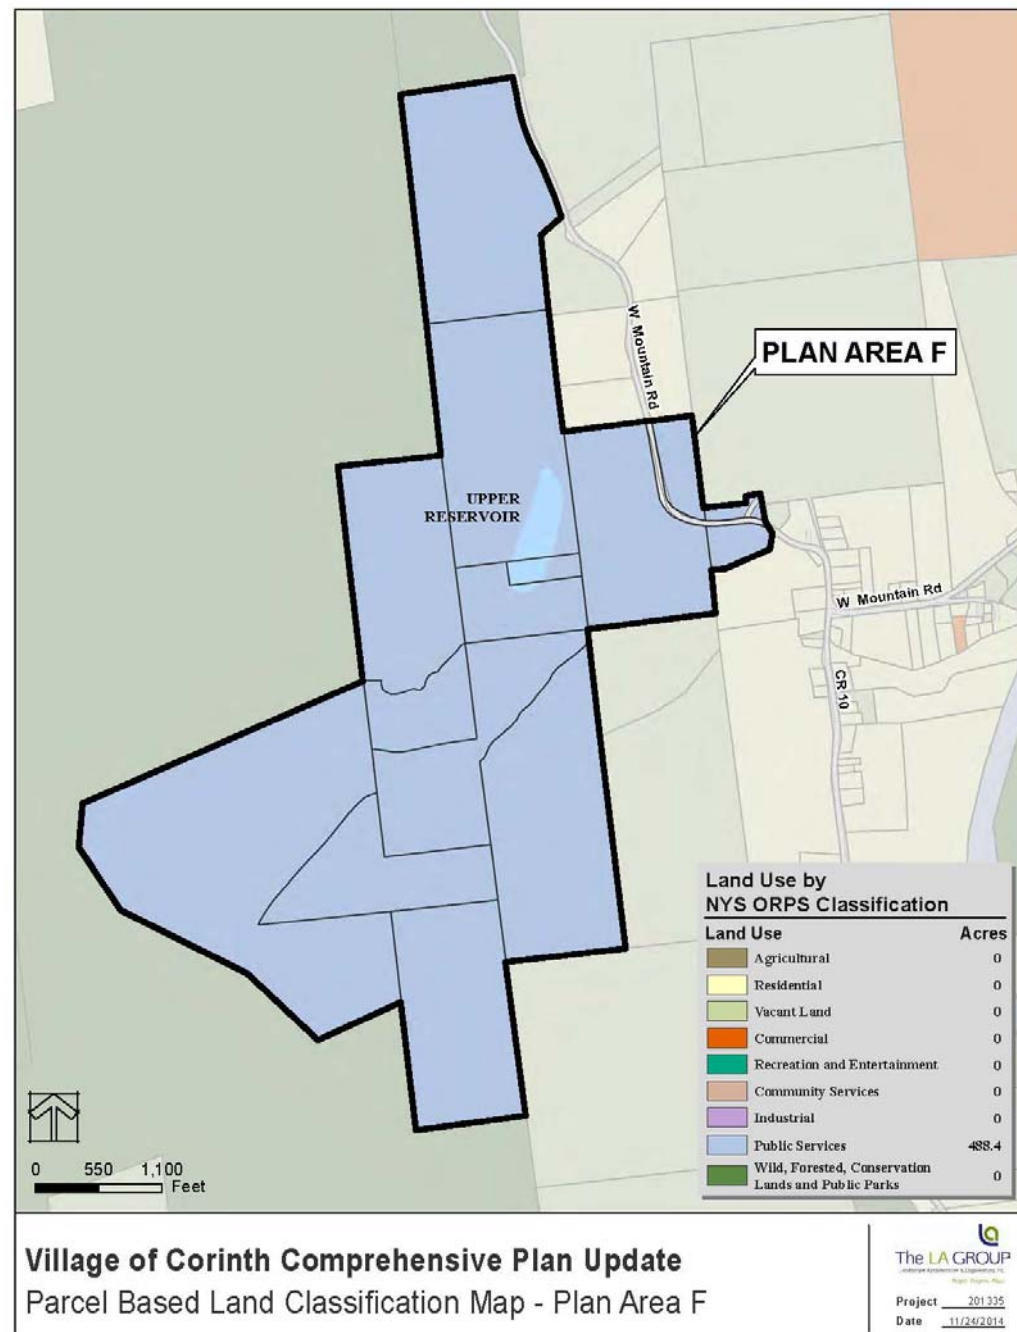 W Mountain Rd
PLAN AREA F
UPPER
RESERVOIR
W Mountain Rd
CR 10
Land Use by
NYS ORPS Classification
Land Use Acres
Agricultural 0
Residential 0
Vacant Land 0
Commercial 0
Recreation and Entertainment 0
Community Services 0
Industrial 0
Public Services 488.4
Wild, Forested, Conservation
Lands and Public Parks 0
0 550 1,100
Feet
Village of Corinth Comprehensive Plan Update
Parcel Based Land Classification Map - Plan Area F
The LA GROUP
Project 201335
Date 11/24/2014